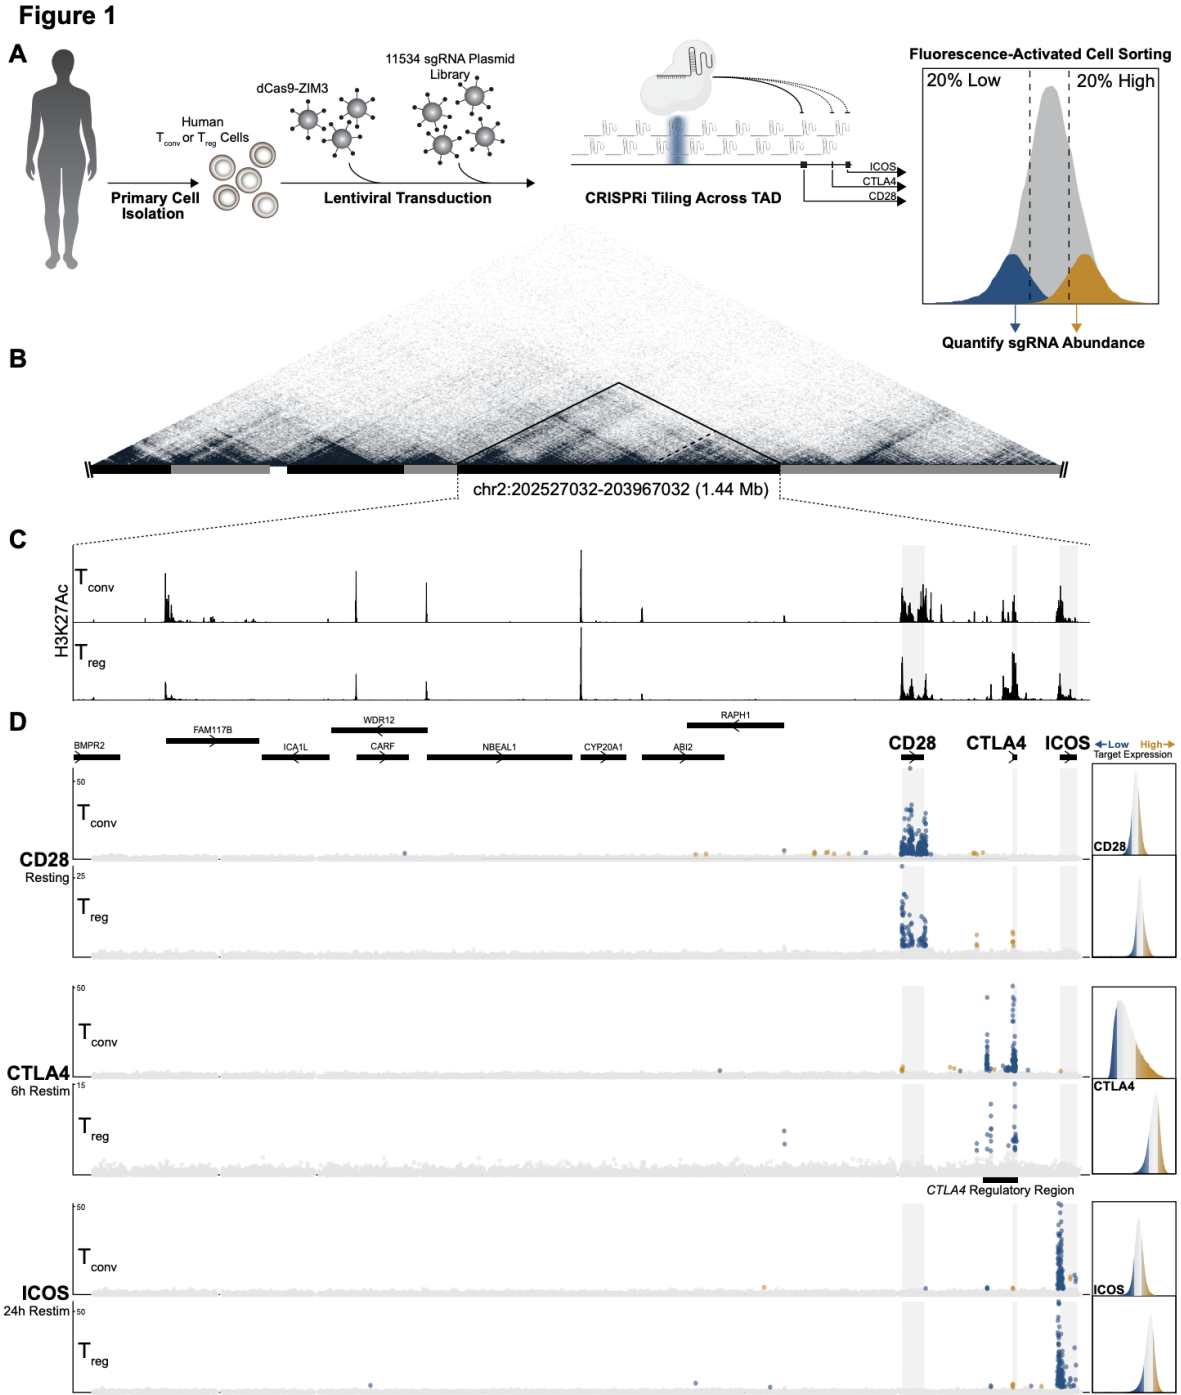 Figure 1
A
11534 sgRNA Plasmid
Library
dCas9-ZIM3
Human
Tconv or Treg Cells
Primary Cell
Isolation
Lentiviral Transduction
CRISPRi Tiling Across TAD
ICOS
CTLA4
CD28
Fluorescence-Activated Cell Sorting
20% Low
20% High
Quantify sgRNA Abundance
B
chr2:202527032-203967032 (1.44 Mb)
C
H3K27Ac
Tconv
Treg
D
BMPR2
FAM117B
ICA1L
WDR12
CARF
NBEAL1
CYP20A1
ABI2
RAPH1
CD28
CTLA4
ICOS
Low
High
Target Expression
50
Tconv
CD28
Resting
25
Treg
CD28
50
Tconv
CTLA4
6h Restim
15
Treg
CTLA4
CTLA4 Regulatory Region
50
Tconv
ICOS
24h Restim
50
Treg
ICOS